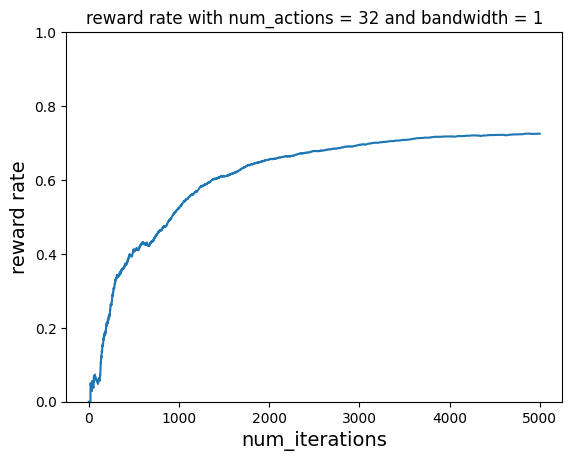 reward rate with num_actions = 32 and bandwidth = 1
1.0
0.8
0.6
0.4
0.2
0.0
reward rate
0 1000 2000 3000 4000 5000
num_iterations